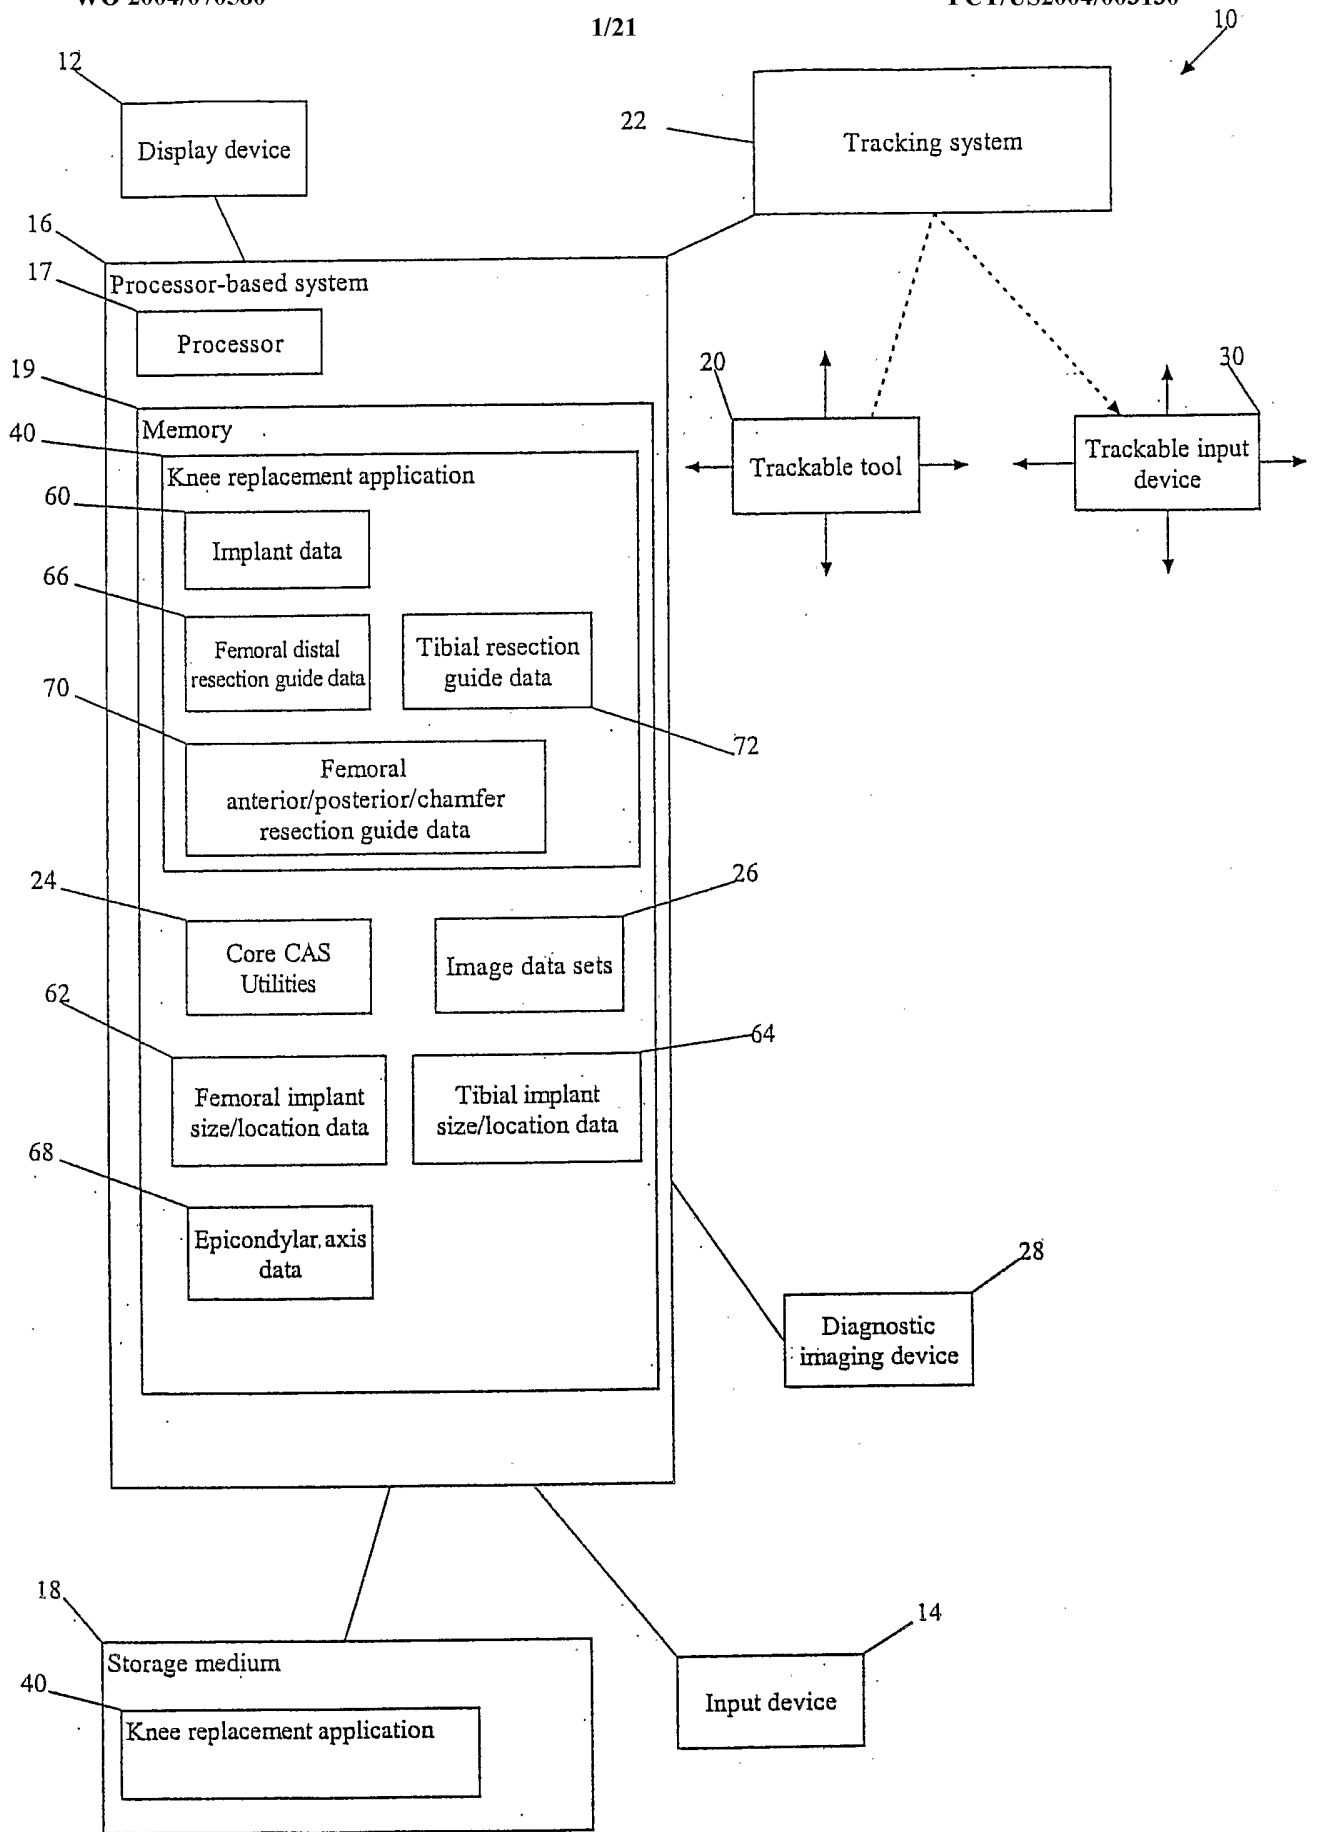 1/21
10
12
Display device
22
Tracking system
16
Processor-based system
17
Processor
19
Memory
40
Knee replacement application
60
Implant data
66
Femoral distal
resection guide data
Tibial resection
guide data
72
70
Femoral
anterior/posterior/chamfer
resection guide data
20
Trackable tool
30
Trackable input
device
24
Core CAS
Utilities
26
Image data sets
62
Femoral implant
size/location data
64
Tibial implant
size/location data
68
Epicondylar axis
data
28
Diagnostic
imaging device
18
Storage medium
40
Knee replacement application
14
Input device